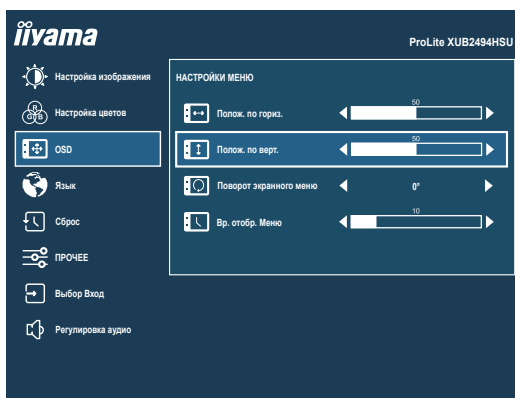 iiyama
ProLite XUB2494HSU
Настройка изображения
Настройка цветов
OSD
Язык
Сброс
ПРОЧЕЕ
Выбор Вход
Регулировка аудио
НАСТРОЙКИ МЕНЮ
Полож. по гориз.
50
Полож. по верт.
50
Поворот экранного меню
0°
Вр. отобр. Меню
10
R
G B